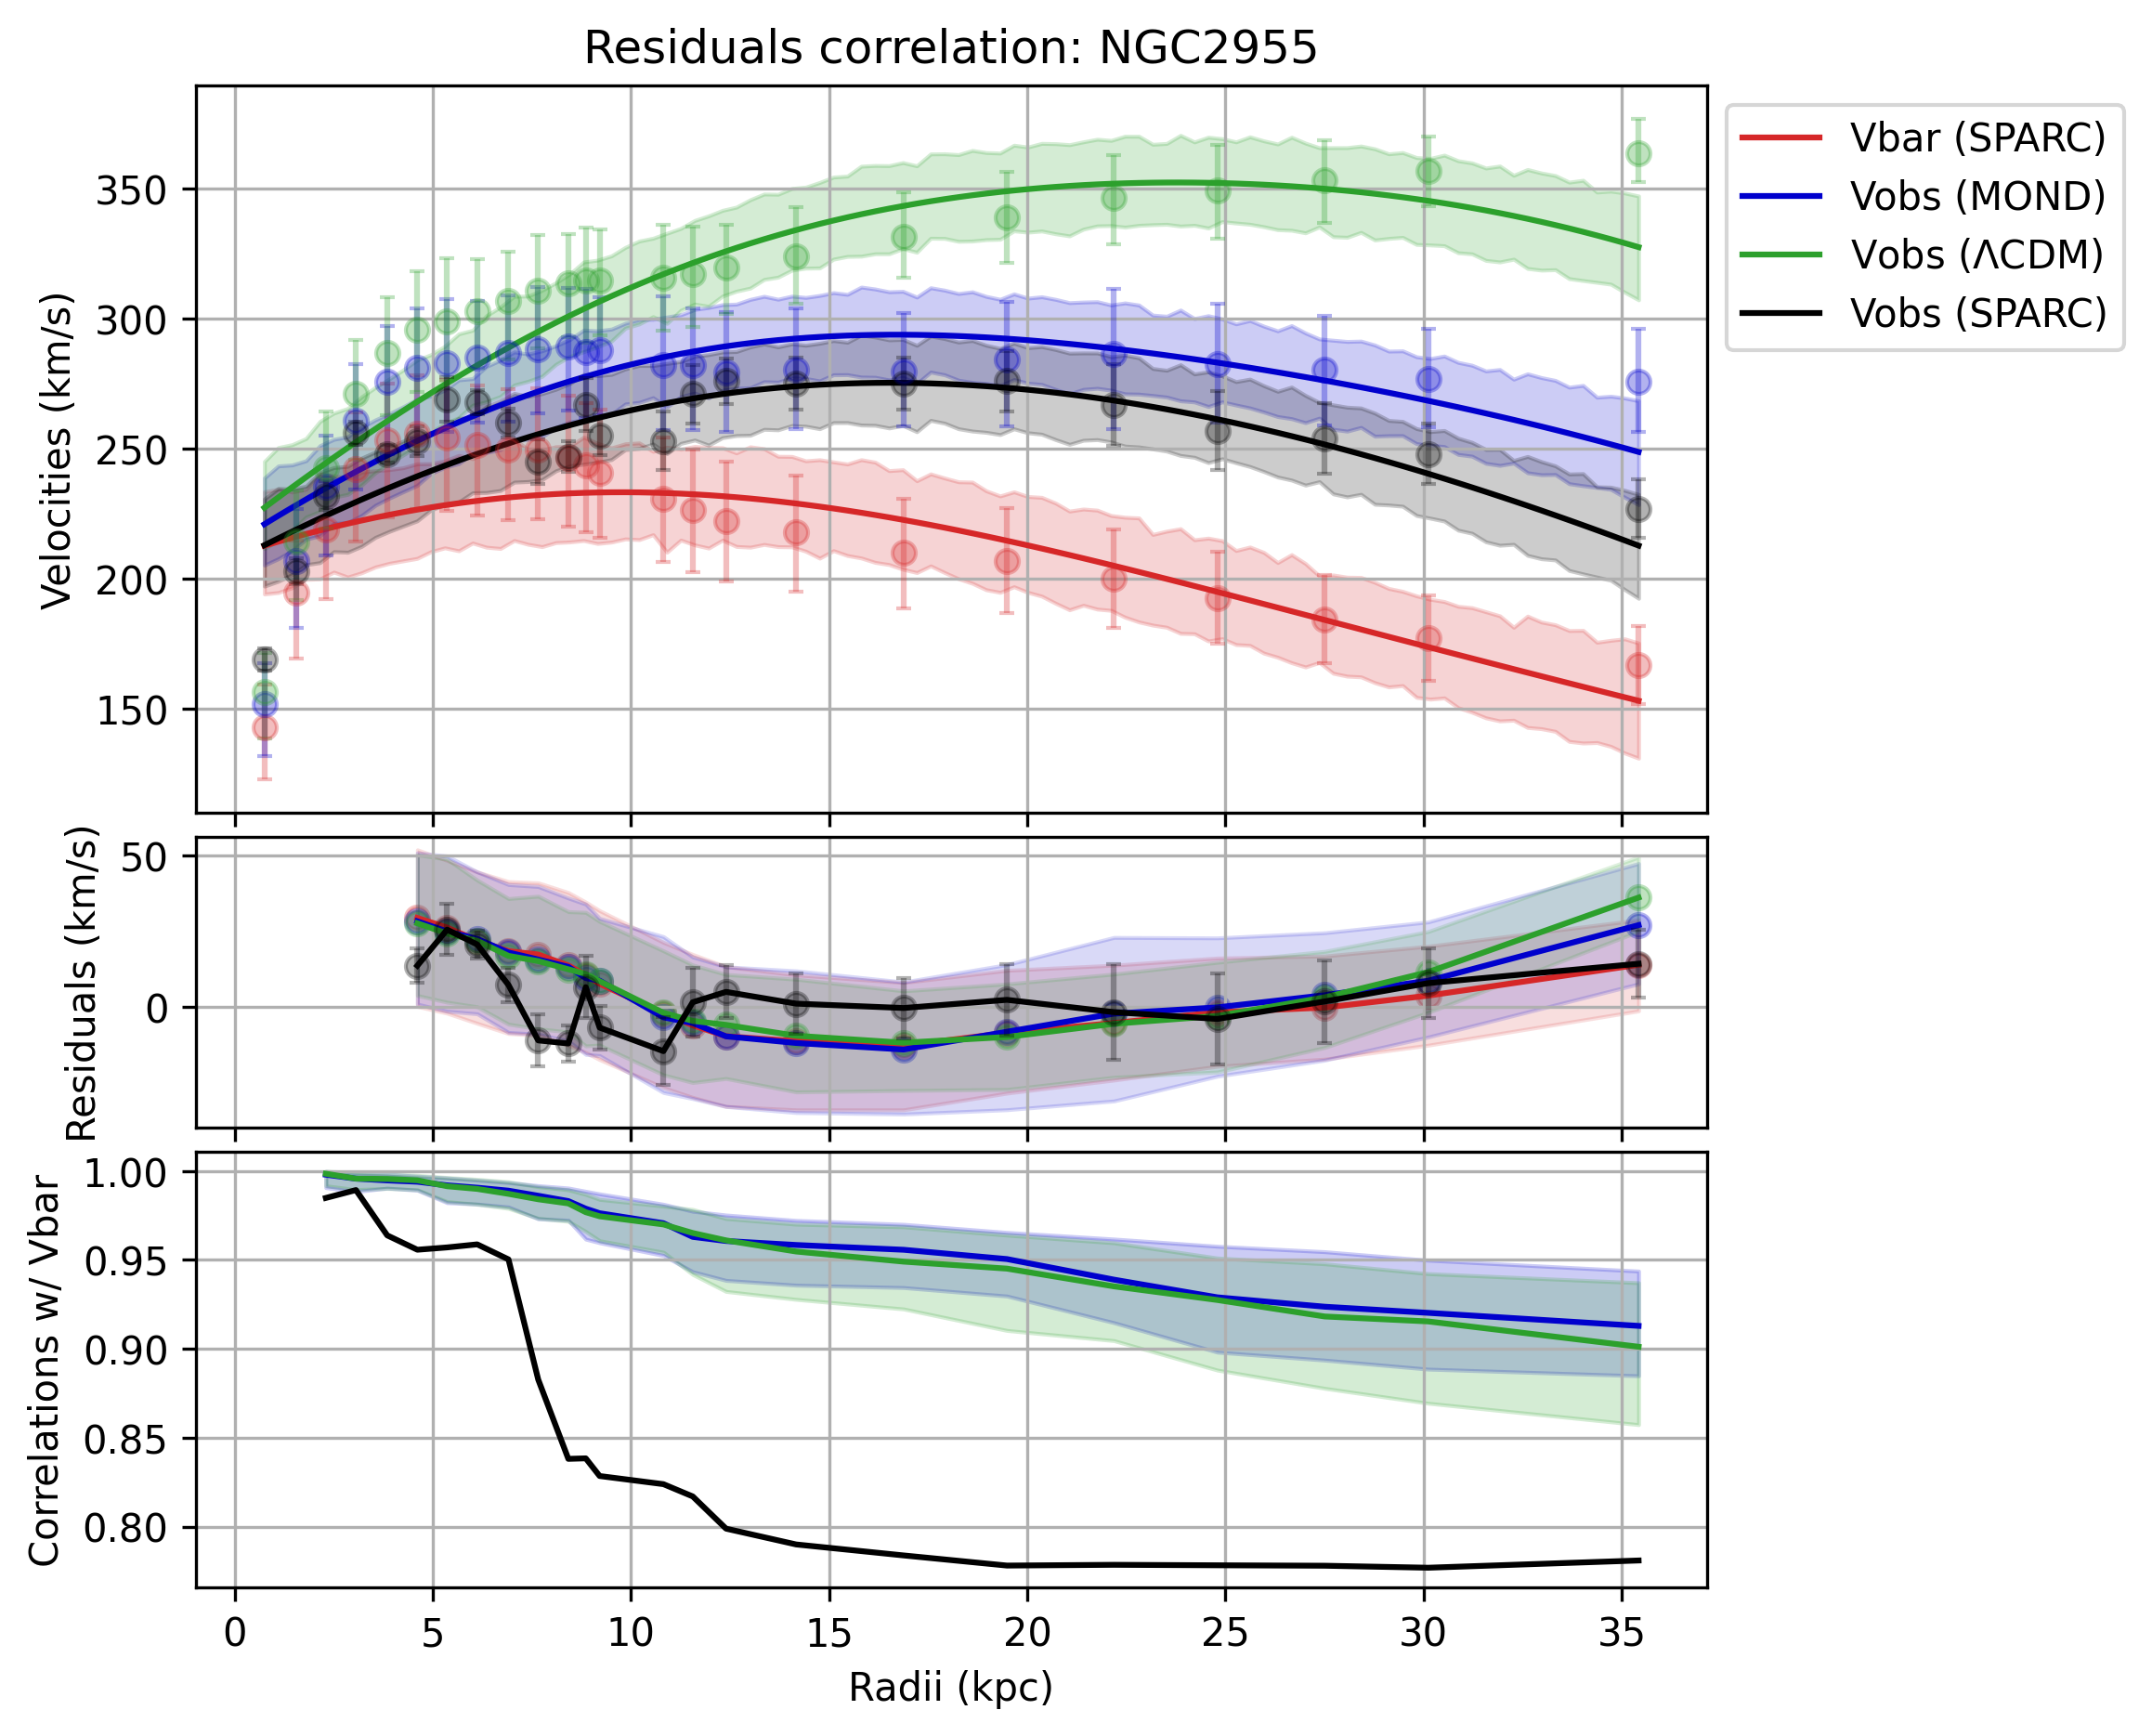 Residuals correlation: NGC2955
Velocities (km/s)
350
300
250
200
150
Vbar (SPARC)
Vobs (MOND)
Vobs (ΛCDM)
Vobs (SPARC)
Residuals (km/s)
50
0
Correlations w/ Vbar
1.00
0.95
0.90
0.85
0.80
0 5 10 15 20 25 30 35
Radii (kpc)